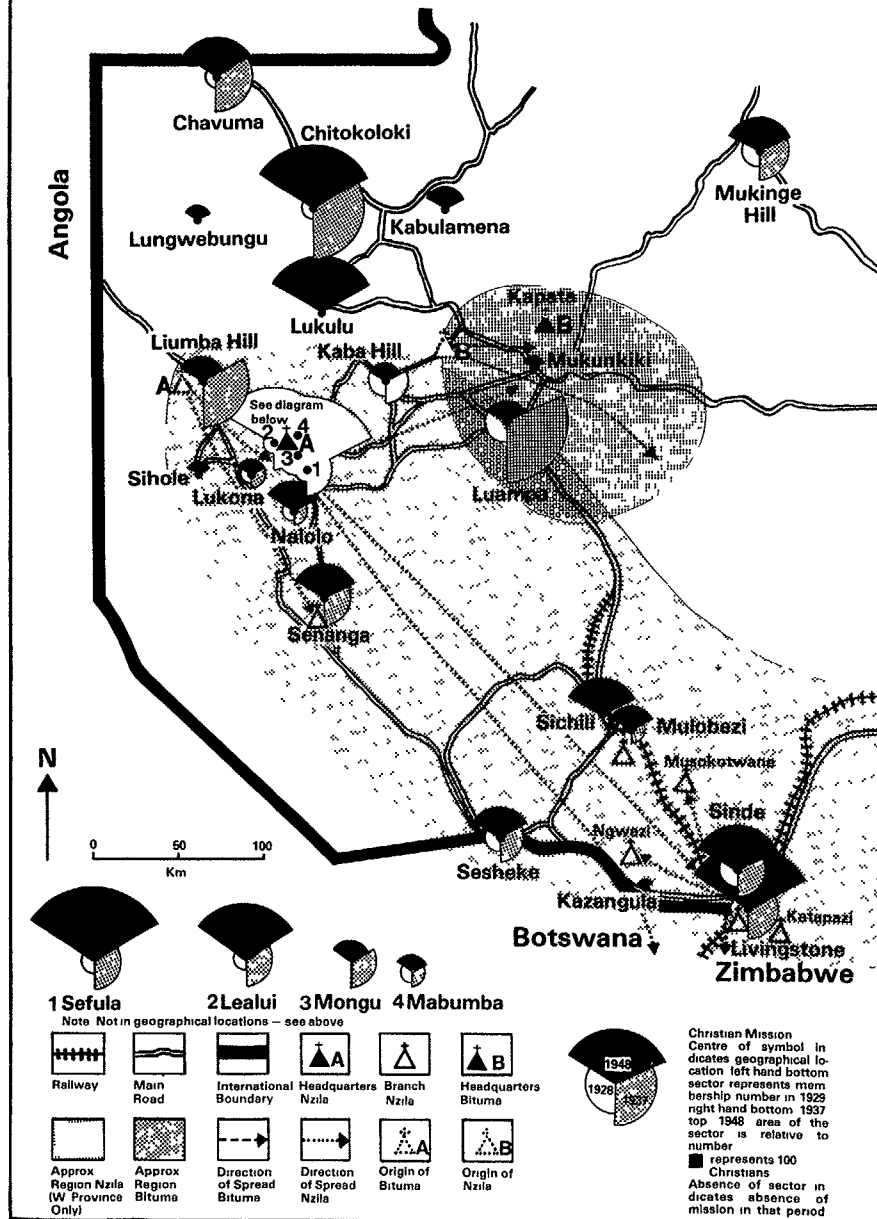 Chavuma
Chitokoloki
Angola
Lungwebungu
Kabulamena
Mukinge
Hill
Lukulu
Kapata
B
Liumba Hill
Kaba Hill
B
Mukunkiki
A
See diagram
below
2 4
A
3
1
Sihole
Lukona
Luampa
Nalolo
Senanga
Sichili
Mulobezi
Musokotwane
N
Sinde
0 50 100
Km
Ngwazi
Sesheke
Kazangula
Katapazi
Botswana
Livingstone
Zimbabwe
1 Sefula
2 Lealui
3 Mongu
4 Mabumba
Note Not in geographical locations — see above
A
B
Railway
Main
Road
International
Boundary
Headquarters
Nzila
Branch
Nzila
Headquarters
Bituma
A
B
Approx
Region Nzila
(W Province
Only)
Approx
Region
Bituma
Direction
of Spread
Bituma
Direction
of Spread
Nzila
Origin of
Bituma
Origin of
Nzila
1948
1928
1937
Christian Mission
Centre of symbol in
dicates geographical lo-
cation left hand bottom
sector represents mem
bership number in 1929
right hand bottom 1937
top 1948 area of the
sector is relative to
number
represents 100
Christians
Absence of sector in
dicates absence of
mission in that period